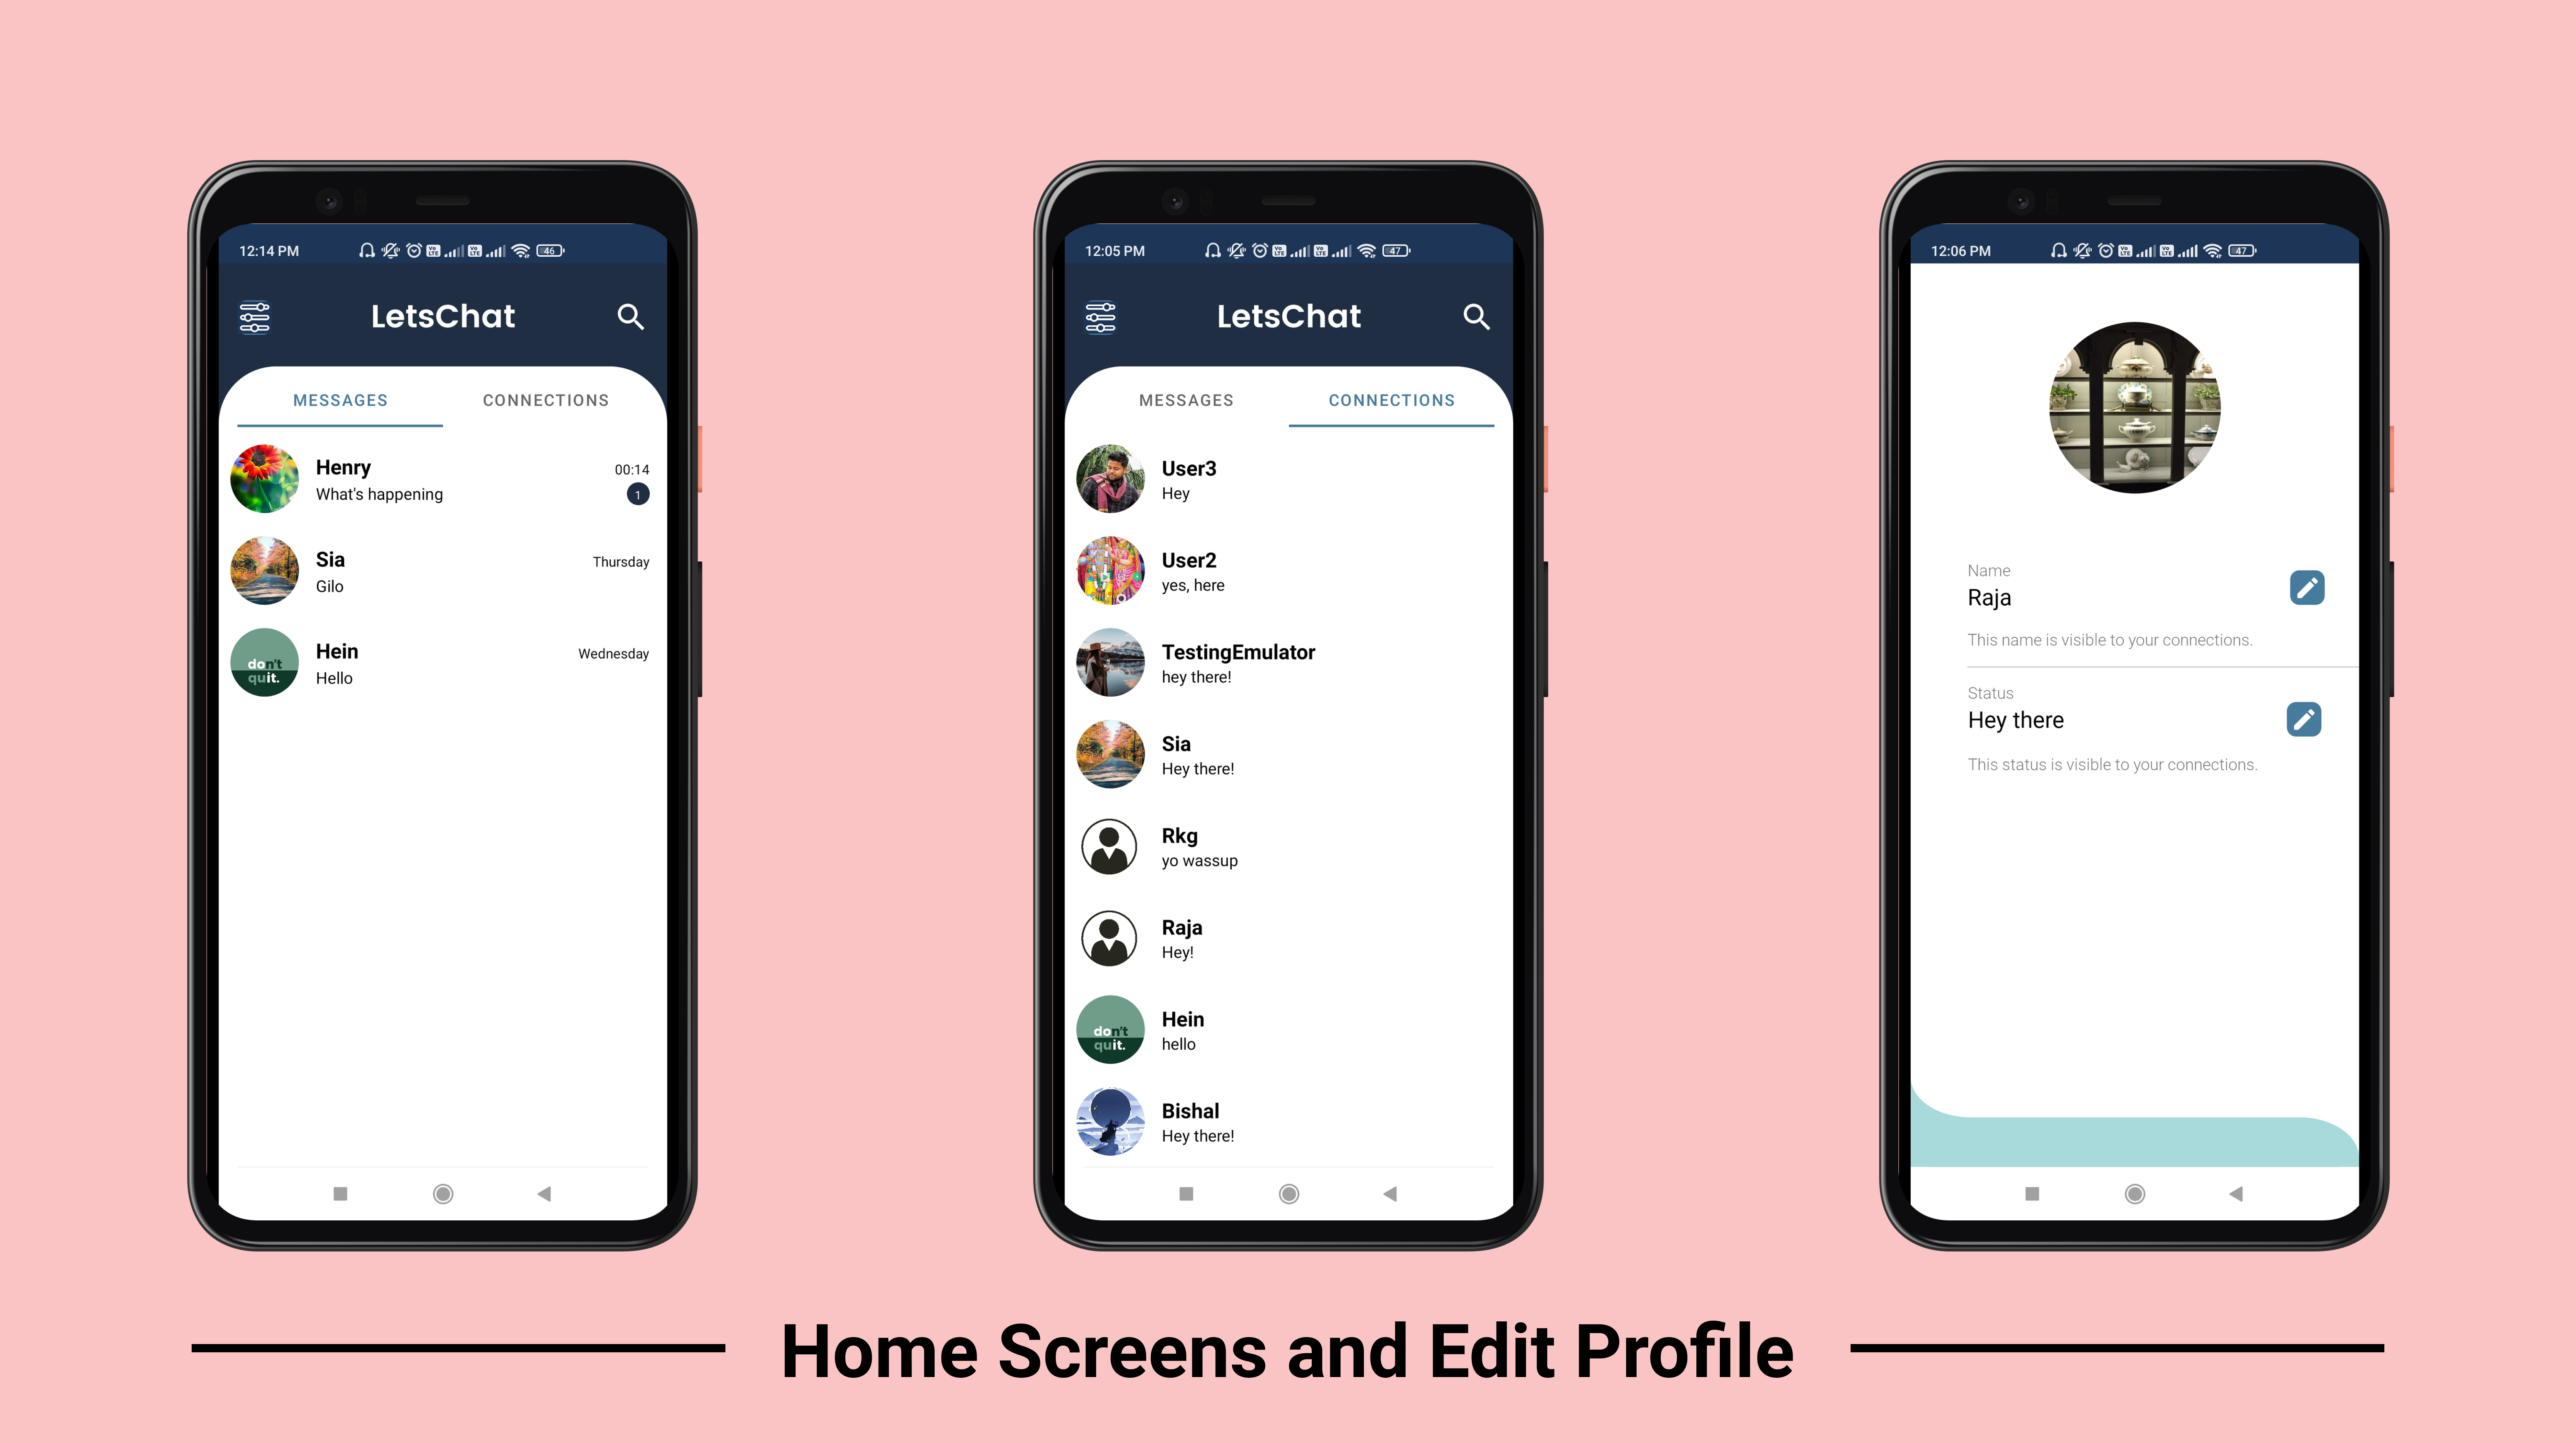 12:14 PM
46
LetsChat
MESSAGES CONNECTIONS
Henry
00:14
What's happening
1
Sia
Thursday
Gilo
don't
quit.
Hein
Wednesday
Hello
12:05 PM
47
LetsChat
MESSAGES CONNECTIONS
User3
Hey
User2
yes, here
TestingEmulator
hey there!
Sia
Hey there!
Rkg
yo wassup
Raja
Hey!
don't
quit.
Hein
hello
Bishal
Hey there!
12:06 PM
47
Name
Raja
This name is visible to your connections.
Status
Hey there
This status is visible to your connections.
Home Screens and Edit Profile